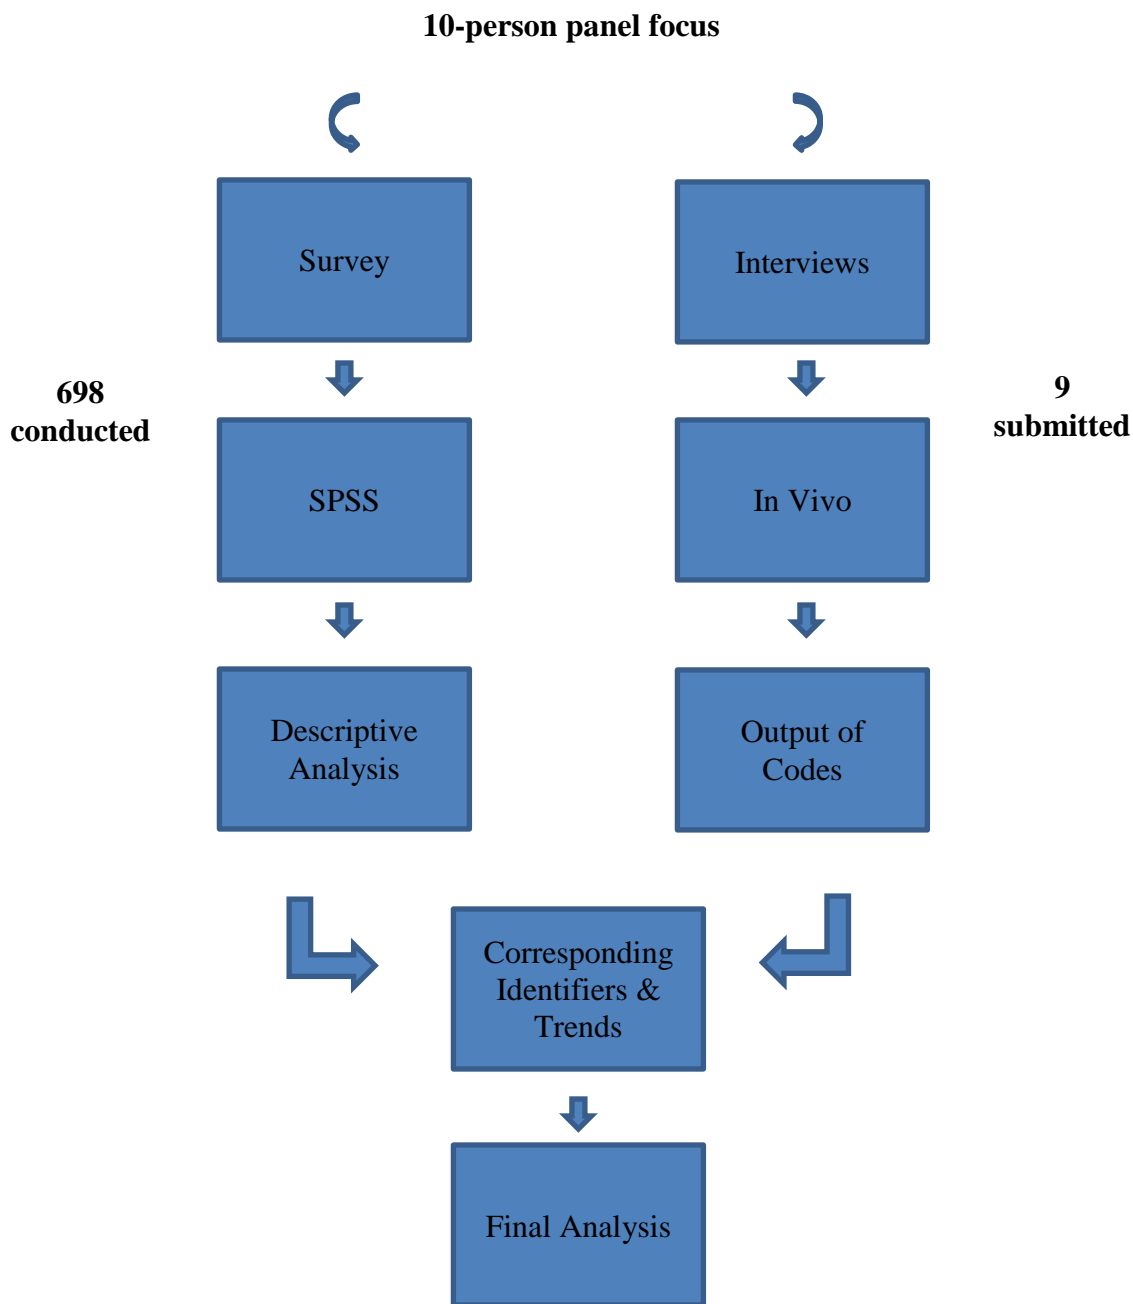 10-person panel focus
Survey
Interviews
698
conducted
9
submitted
SPSS
In Vivo
Descriptive
Analysis
Output of
Codes
Corresponding
Identifiers &
Trends
Final Analysis